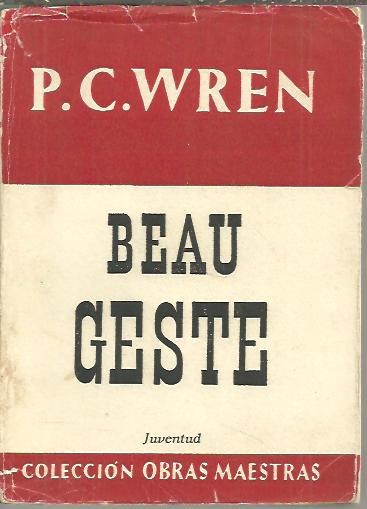 P.C.WREN
BEAU
GESTE
Juventud
COLECCIÓN OBRAS MAESTRAS